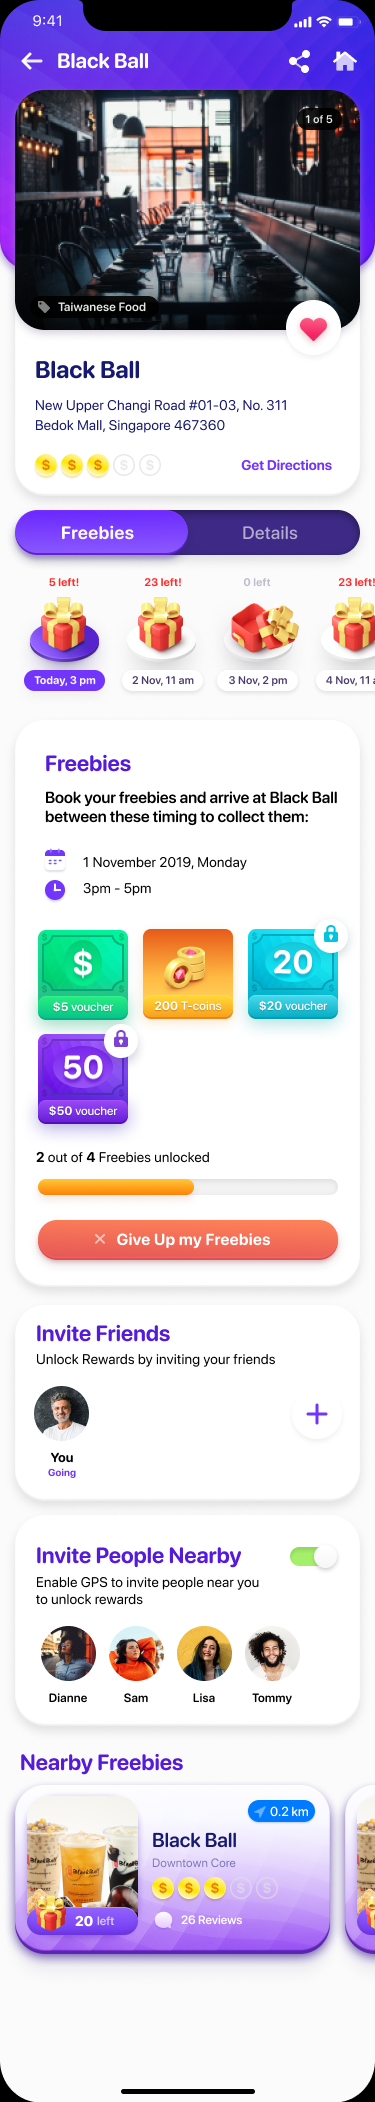 9:41
Black Ball
1 of 5
Taiwanese Food
Black Ball
New Upper Changi Road #01-03, No. 311
Bedok Mall, Singapore 467360
$ $ $ $ $
Get Directions
Freebies
Details
5 left!
23 left!
0 left
23 left!
Today, 3 pm
2 Nov, 11 am
3 Nov, 2 pm
4 Nov, 11 a
Freebies
Book your freebies and arrive at Black Ball
between these timing to collect them:
1 November 2019, Monday
3pm - 5pm
$
$5 voucher
200 T-coins
20
$20 voucher
50
$50 voucher
2 out of 4 Freebies unlocked
Give Up my Freebies
Invite Friends
Unlock Rewards by inviting your friends
You
Going
Invite People Nearby
Enable GPS to invite people near you
to unlock rewards
Dianne
Sam
Lisa
Tommy
Nearby Freebies
0.2 km
BlackBall
Black Ball
Downtown Core
$ $ $ $ $
20 left
26 Reviews